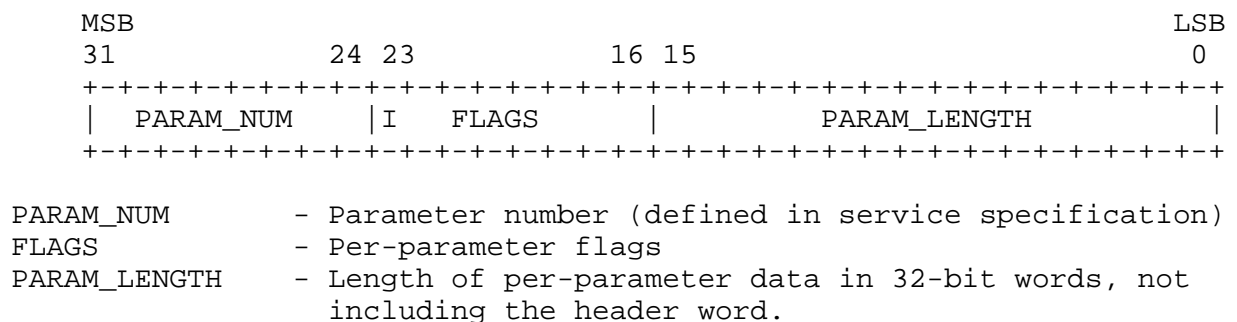 MSB                                                           LSB
31             24 23           16 15                             0
+-+-+-+-+-+-+-+-+-+-+-+-+-+-+-+-+-+-+-+-+-+-+-+-+-+-+-+-+-+-+-+-+
|  PARAM_NUM    |I   FLAGS      |         PARAM_LENGTH          |
+-+-+-+-+-+-+-+-+-+-+-+-+-+-+-+-+-+-+-+-+-+-+-+-+-+-+-+-+-+-+-+-+
PARAM_NUM       - Parameter number (defined in service specification)
FLAGS           - Per-parameter flags
PARAM_LENGTH    - Length of per-parameter data in 32-bit words, not
including the header word.